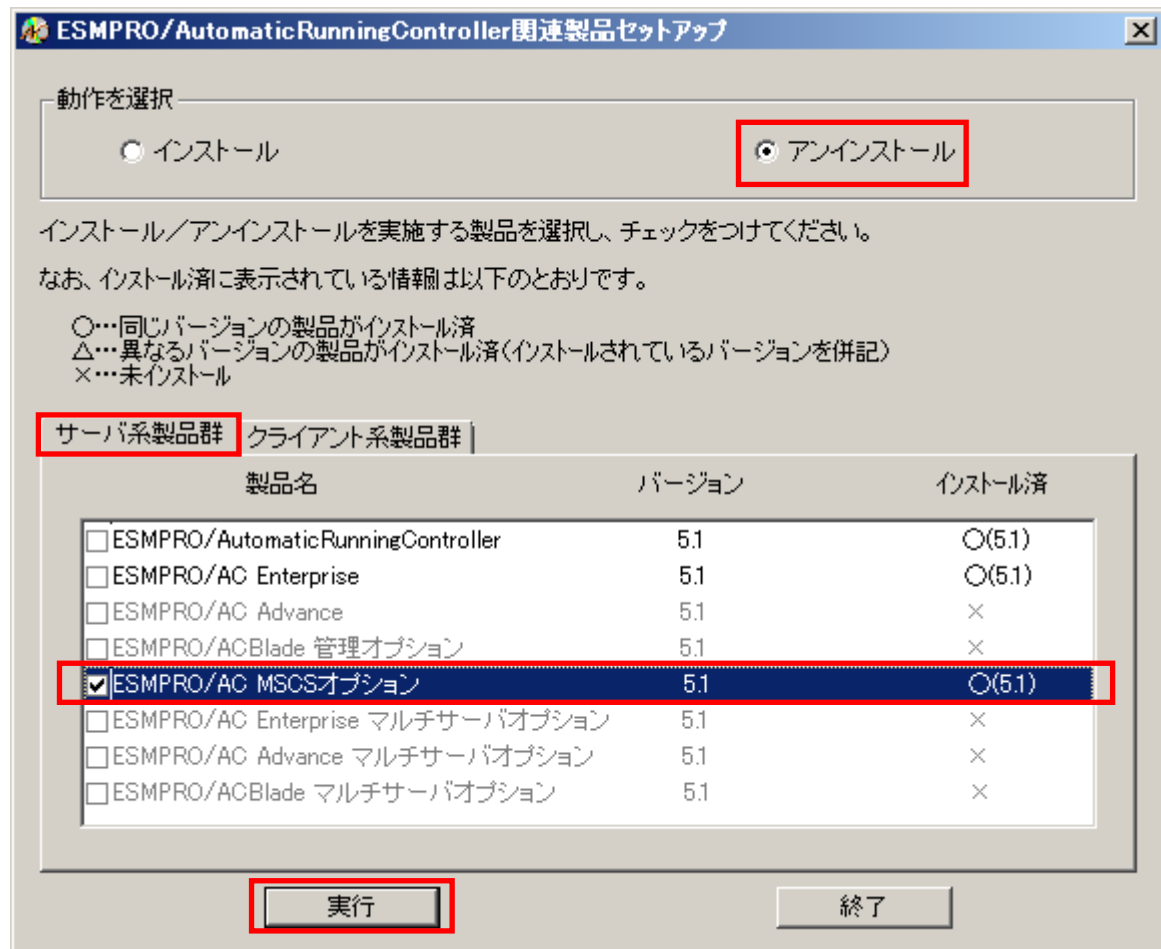 ESMPRO/AutomaticRunningController関連製品セットアップ
動作を選択
インストール
アンインストール
インストール／アンインストールを実施する製品を選択し、チェックをつけてください。
なお、インストール済に表示されている情報は以下のとおりです。
○…同じバージョンの製品がインストール済
△…異なるバージョンの製品がインストール済(インストールされているバージョンを併記)
×…未インストール
サーバ系製品群 クライアント系製品群
製品名 バージョン インストール済
ESMPRO/AutomaticRunningController 5.1 ○(5.1)
ESMPRO/AC Enterprise 5.1 ○(5.1)
ESMPRO/AC Advance 5.1 ×
ESMPRO/ACBlade 管理オプション 5.1 ×
ESMPRO/AC MSCSオプション 5.1 ○(5.1)
ESMPRO/AC Enterprise マルチサーバオプション 5.1 ×
ESMPRO/AC Advance マルチサーバオプション 5.1 ×
ESMPRO/ACBlade マルチサーバオプション 5.1 ×
実行 終了